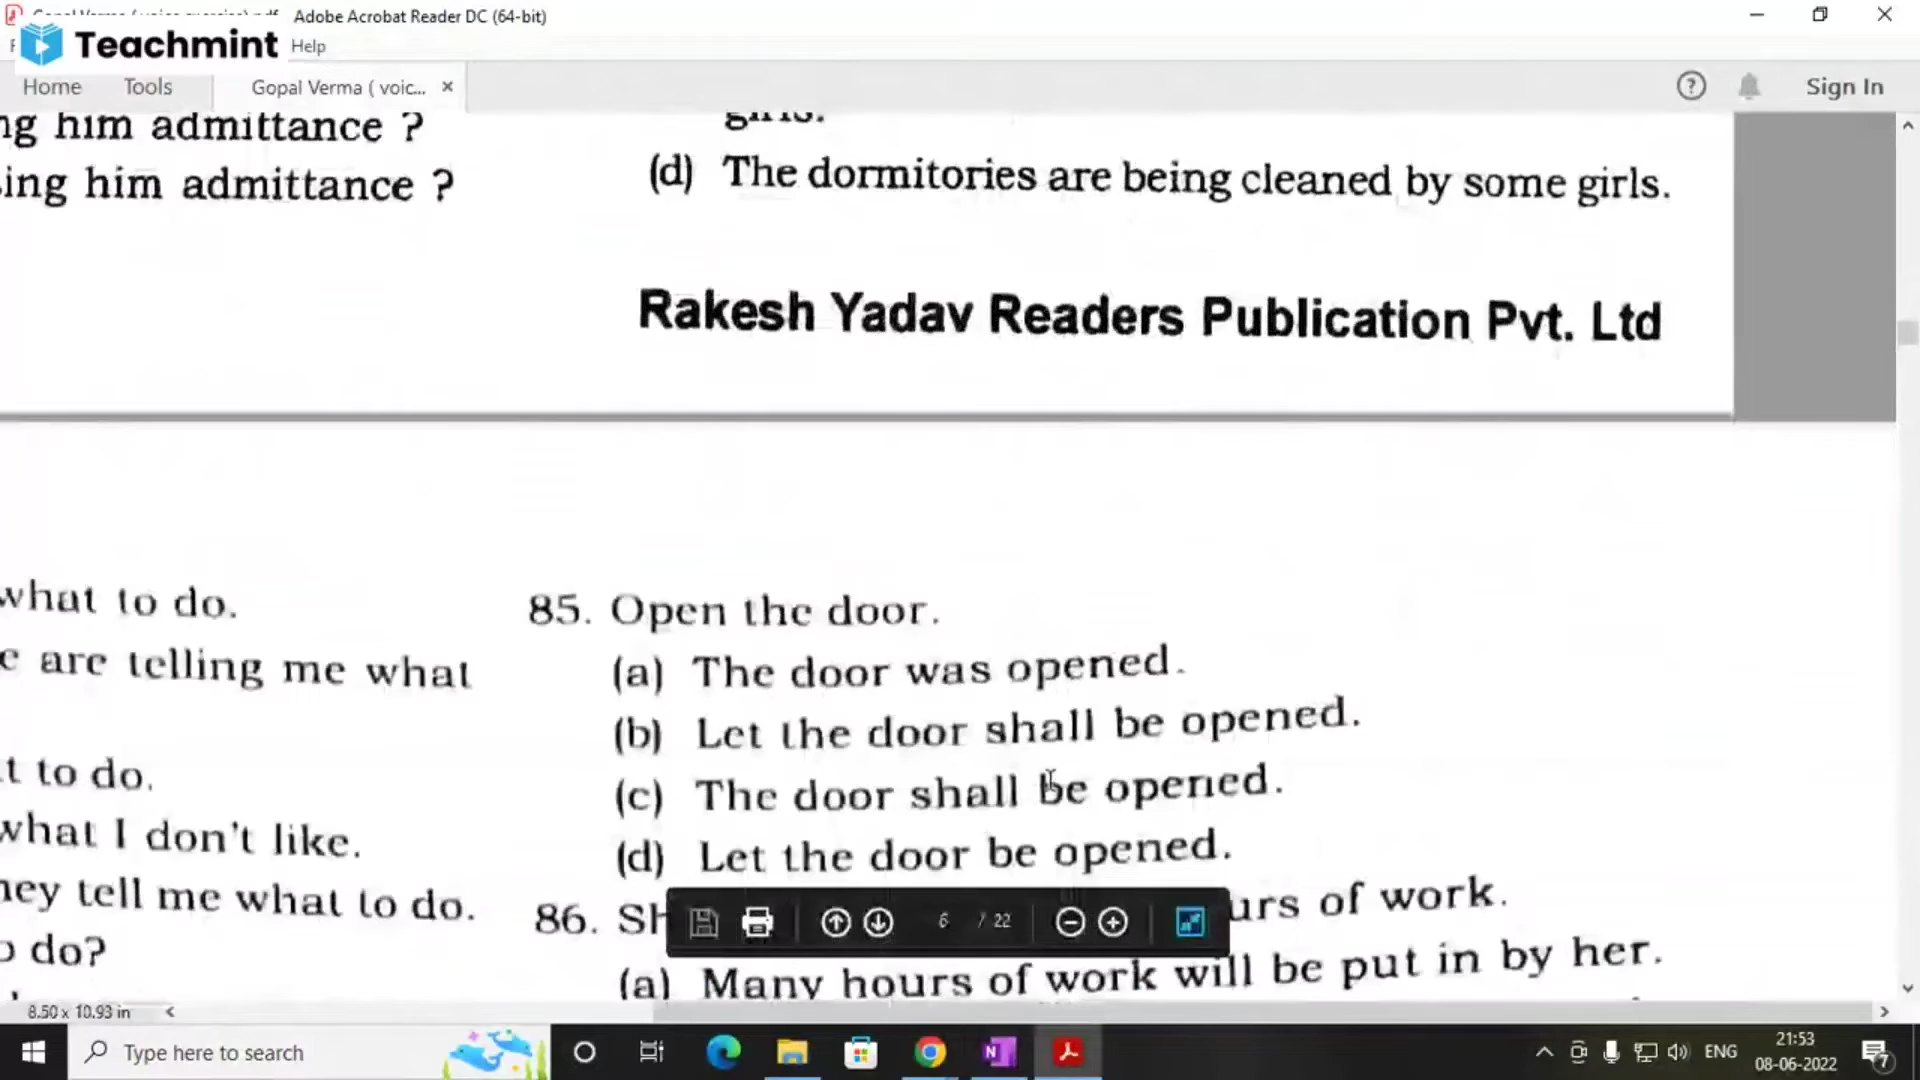 Adobe Acrobat Reader DC (64-bit)
Teachmint
Help
Home Tools Gopal Verma ( voic... × Sign In
him admittance ?
him admittance ?
(d) The dormitories are being cleaned by some girls.
Rakesh Yadav Readers Publication Pvt. Ltd
what to do.
are telling me what
to do.
what I don't like.
tell me what to do.
do?
85. Open the door.
(a) The door was opened.
(b) Let the door shall be opened.
(c) The door shall be opened.
(d) Let the door be opened.
86. of work.
(a) Many hours of work will be put in by her.
6 / 22
8.50 x 10.93 in
Type here to search
ENG
21:53
08-06-2022
7